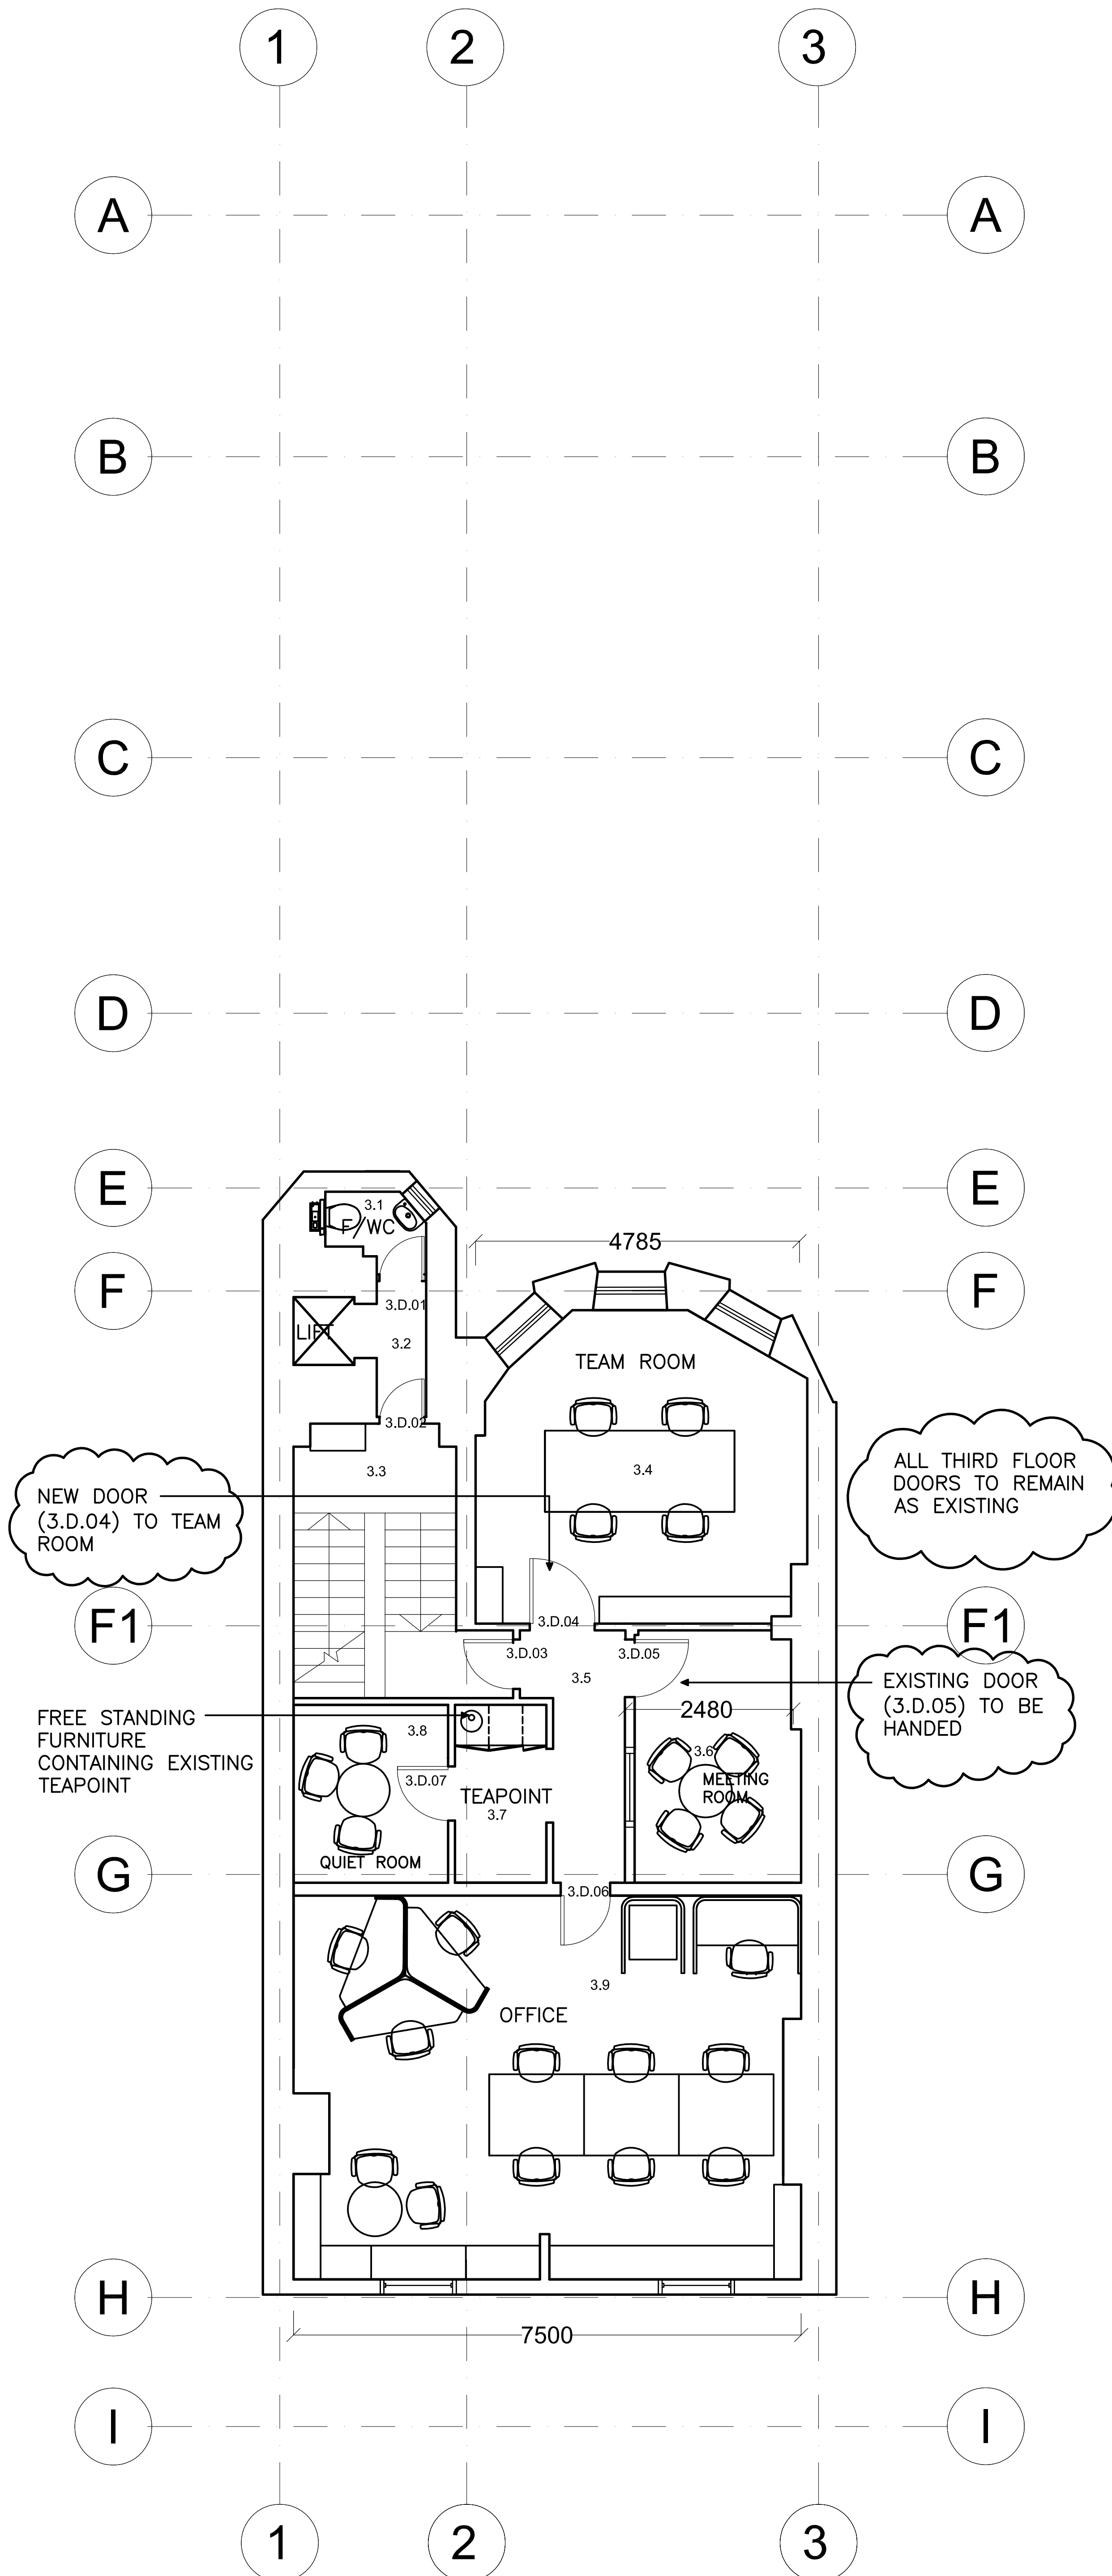 1
2
3
A
A
B
B
C
C
D
D
E
E
3.1
F/WC
4785
F
F
3.D.01
LIFT
3.2
TEAM ROOM
3.D.02
3.3
3.4
ALL THIRD FLOOR
DOORS TO REMAIN
AS EXISTING
NEW DOOR
(3.D.04) TO TEAM
ROOM
F1
F1
3.D.04
3.D.03
3.D.05
3.5
EXISTING DOOR
(3.D.05) TO BE
HANDED
2480
FREE STANDING
FURNITURE
CONTAINING EXISTING
TEAPOINT
3.8
3.6
MEETING
ROOM
3.D.07
TEAPOINT
3.7
QUIET ROOM
G
G
3.D.06
3.9
OFFICE
H
H
7500
I
I
1
2
3